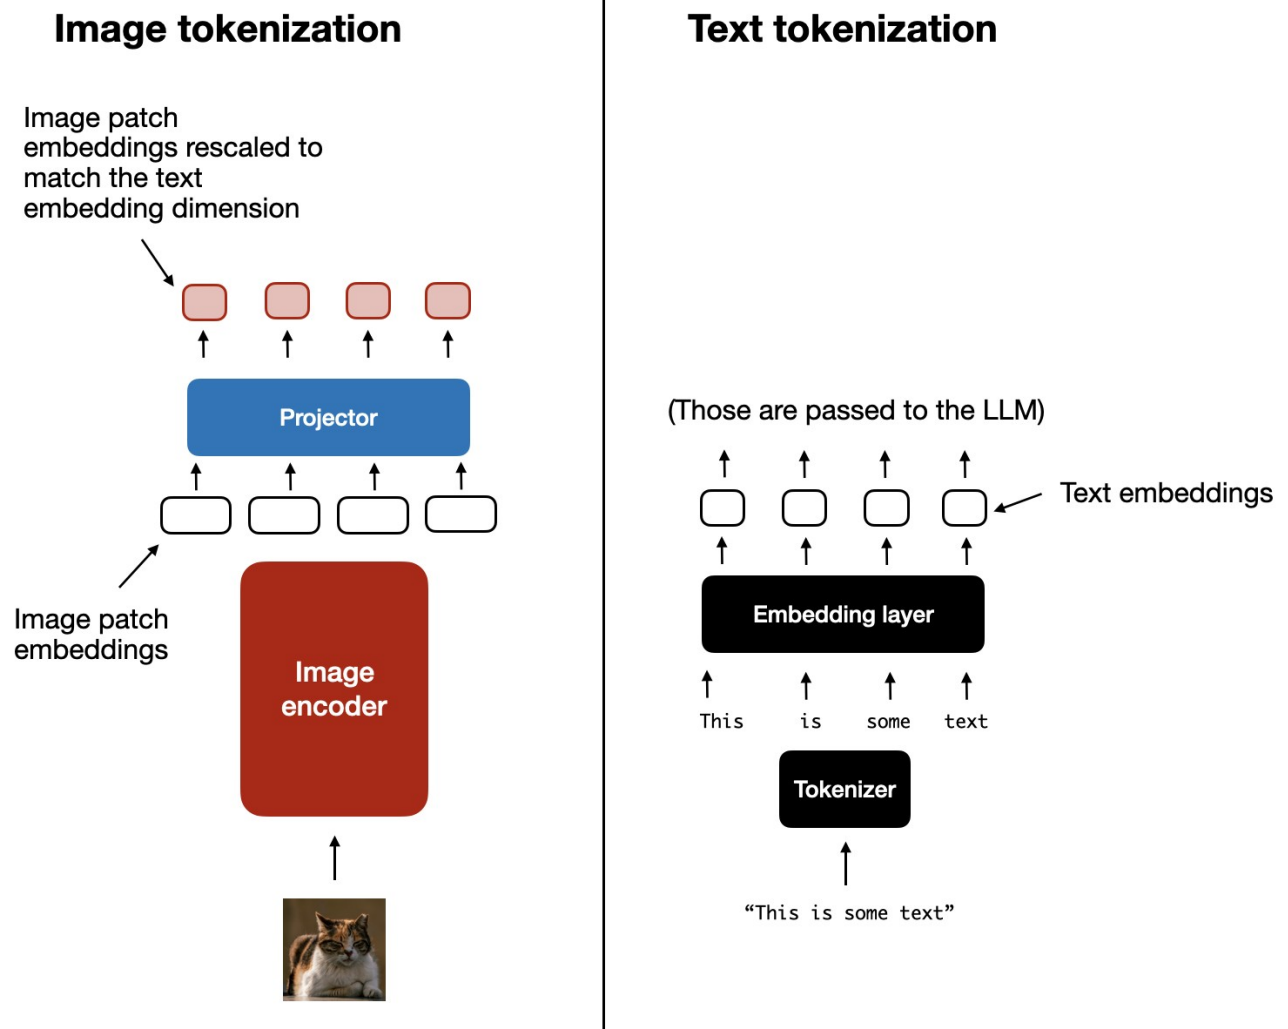 Image tokenization
Image patch
embeddings rescaled to
match the text
embedding dimension
Projector
Image patch
embeddings
Image
encoder
Text tokenization
(Those are passed to the LLM)
Text embeddings
Embedding layer
This is some text
Tokenizer
“This is some text”